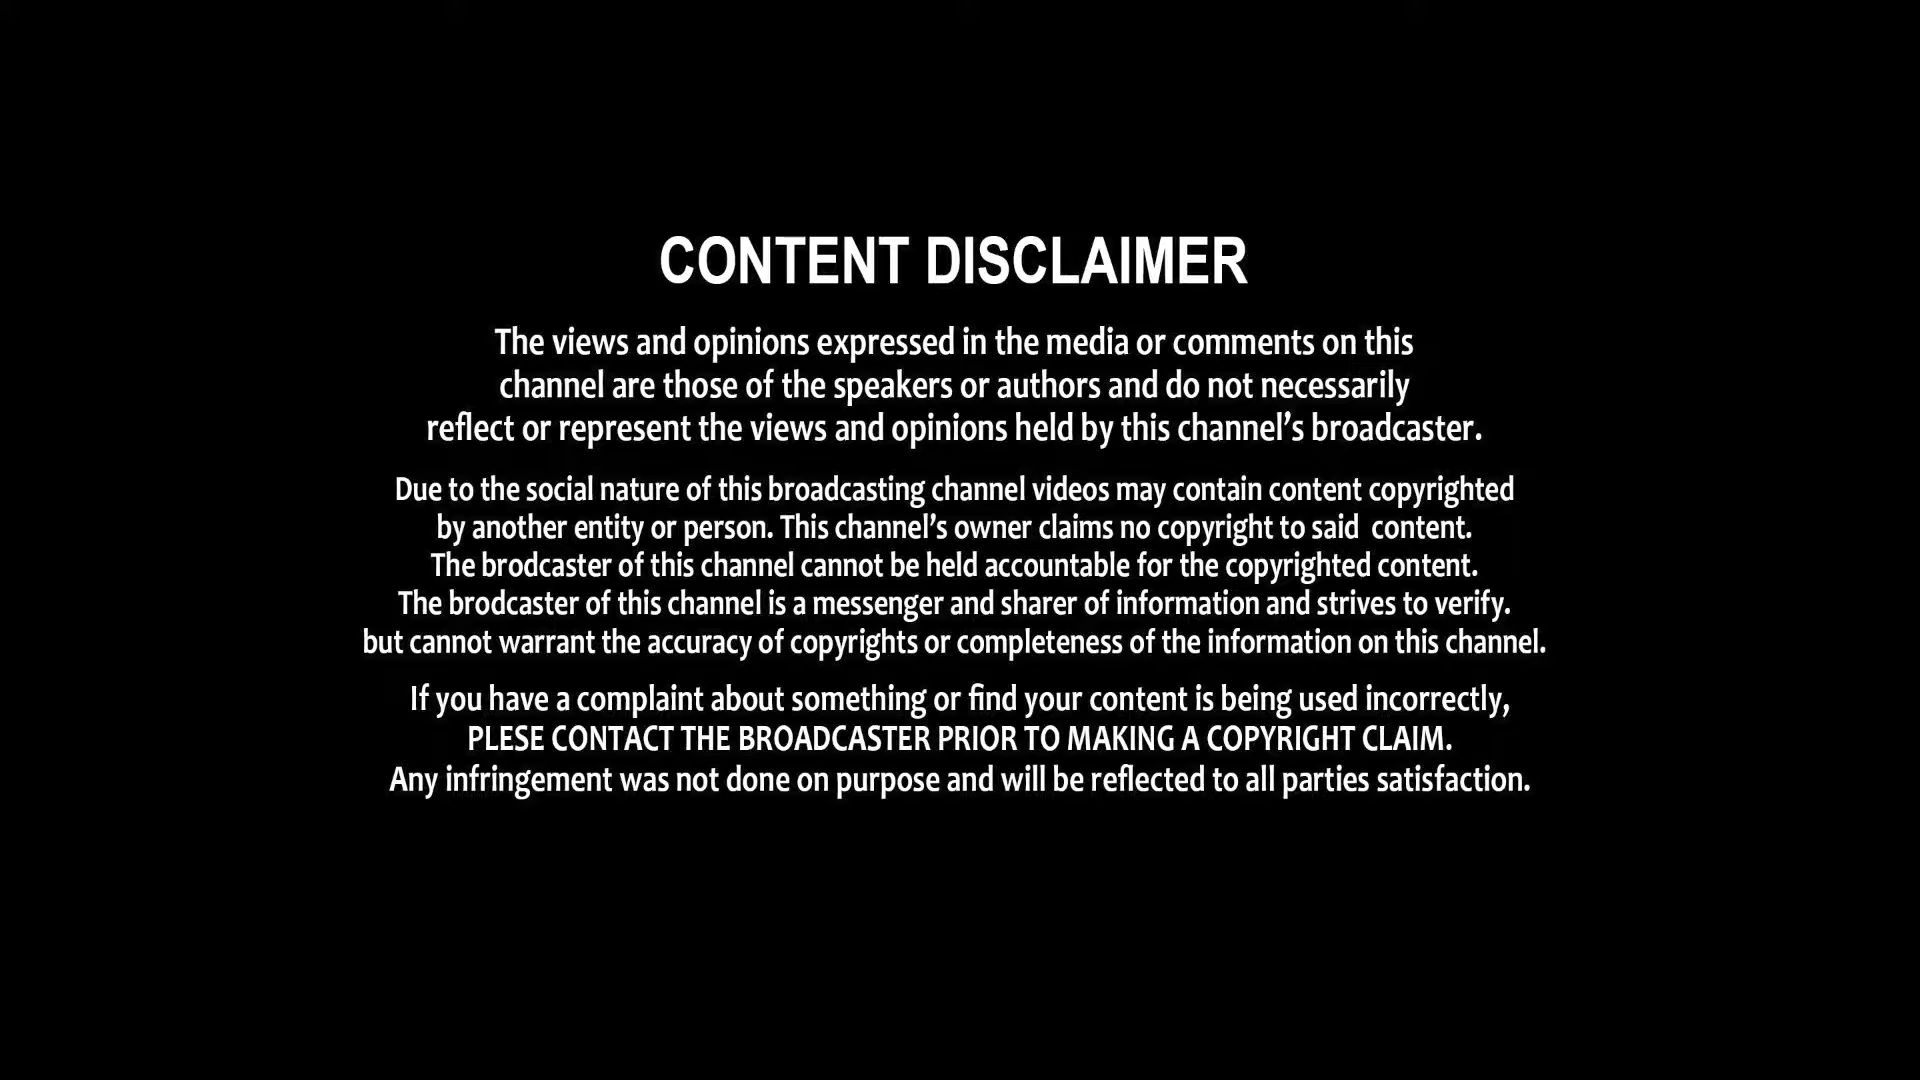 CONTENT DISCLAIMER
The views and opinions expressed in the media or comments on this
channel are those of the speakers or authors and do not necessarily
reflect or represent the views and opinions held by this channel’s broadcaster.
Due to the social nature of this broadcasting channel videos may contain content copyrighted
by another entity or person. This channel’s owner claims no copyright to said  content.
The brodcaster of this channel cannot be held accountable for the copyrighted content.
The brodcaster of this channel is a messenger and sharer of information and strives to verify.
but cannot warrant the accuracy of copyrights or completeness of the information on this channel.
If you have a complaint about something or find your content is being used incorrectly,
PLESE CONTACT THE BROADCASTER PRIOR TO MAKING A COPYRIGHT CLAIM.
Any infringement was not done on purpose and will be reflected to all parties satisfaction.